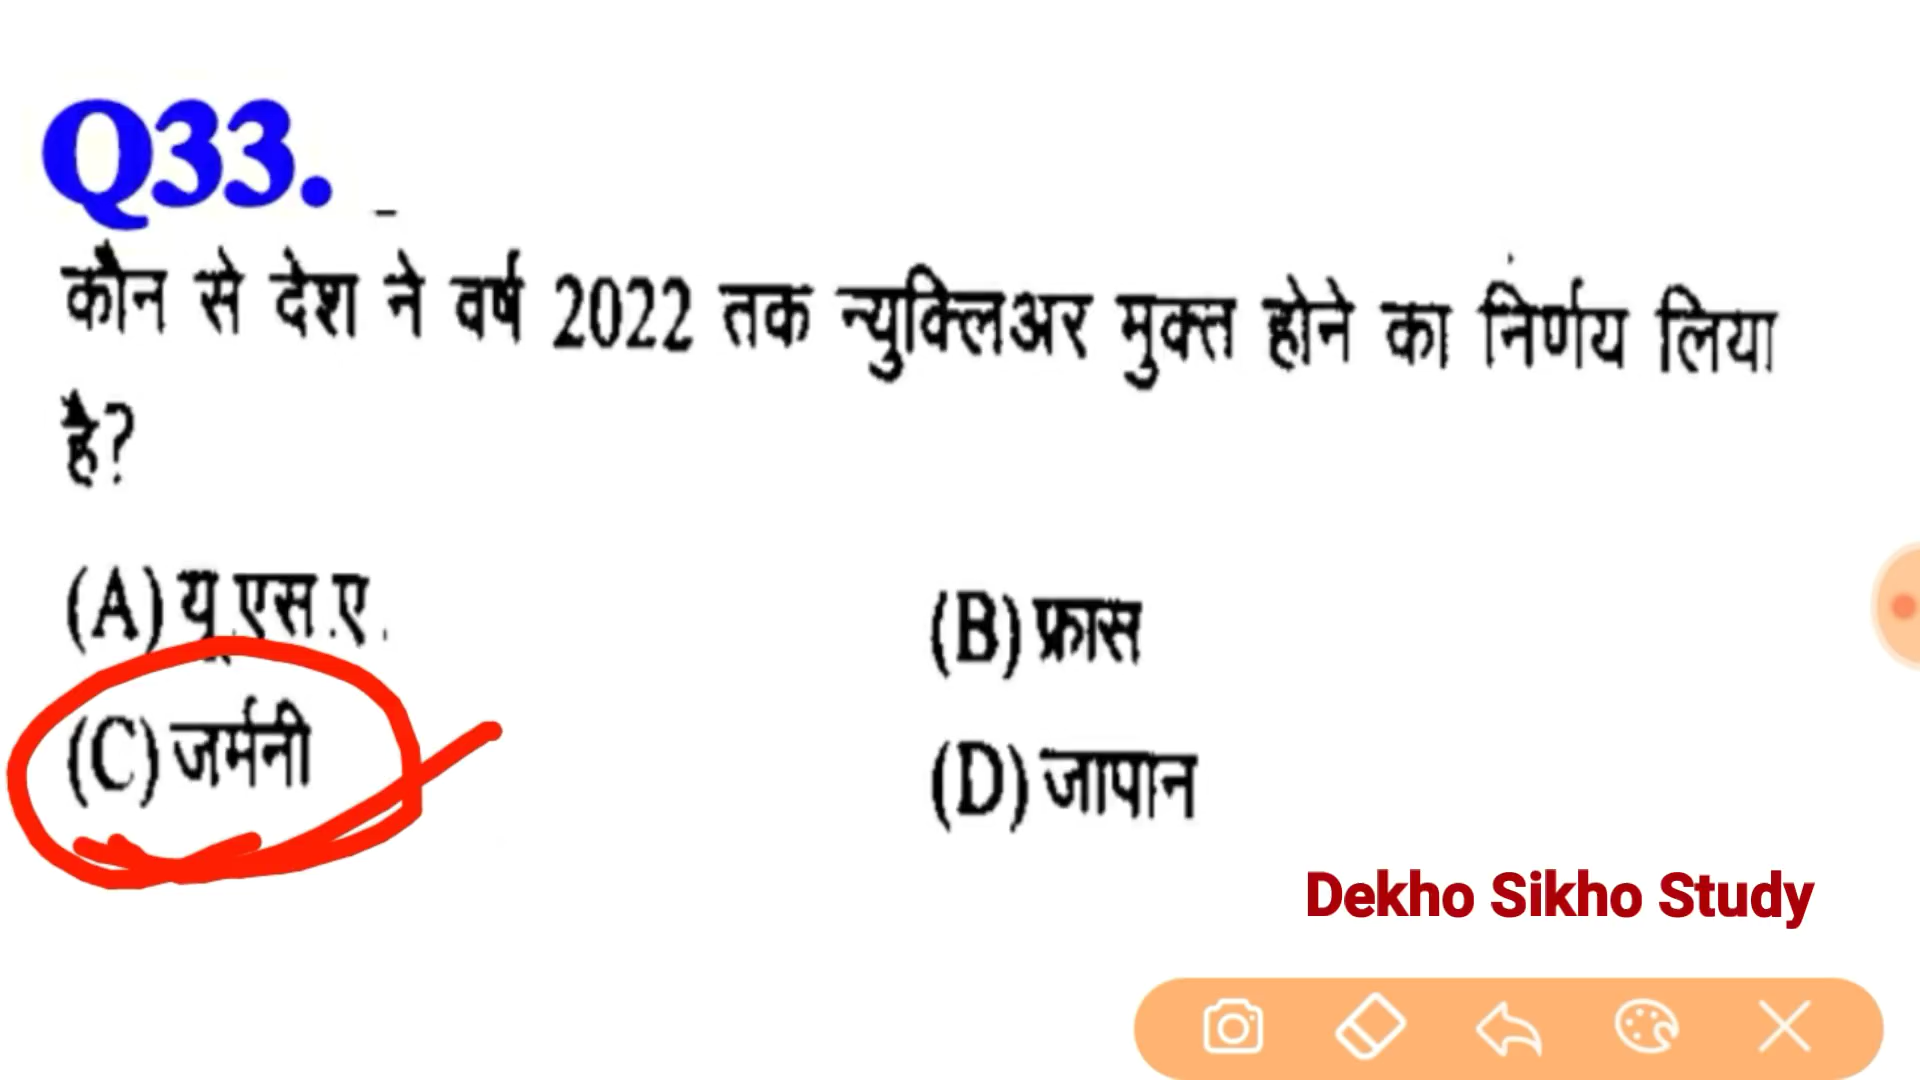 Q33.
कौन से देश ने वर्ष 2022 तक न्युक्लिअर मुक्त होने का निर्णय लिया
है?
(A) यू.एस.ए.
(B) फ्रास
(C) जर्मनी
(D) जापान
Dekho Sikho Study